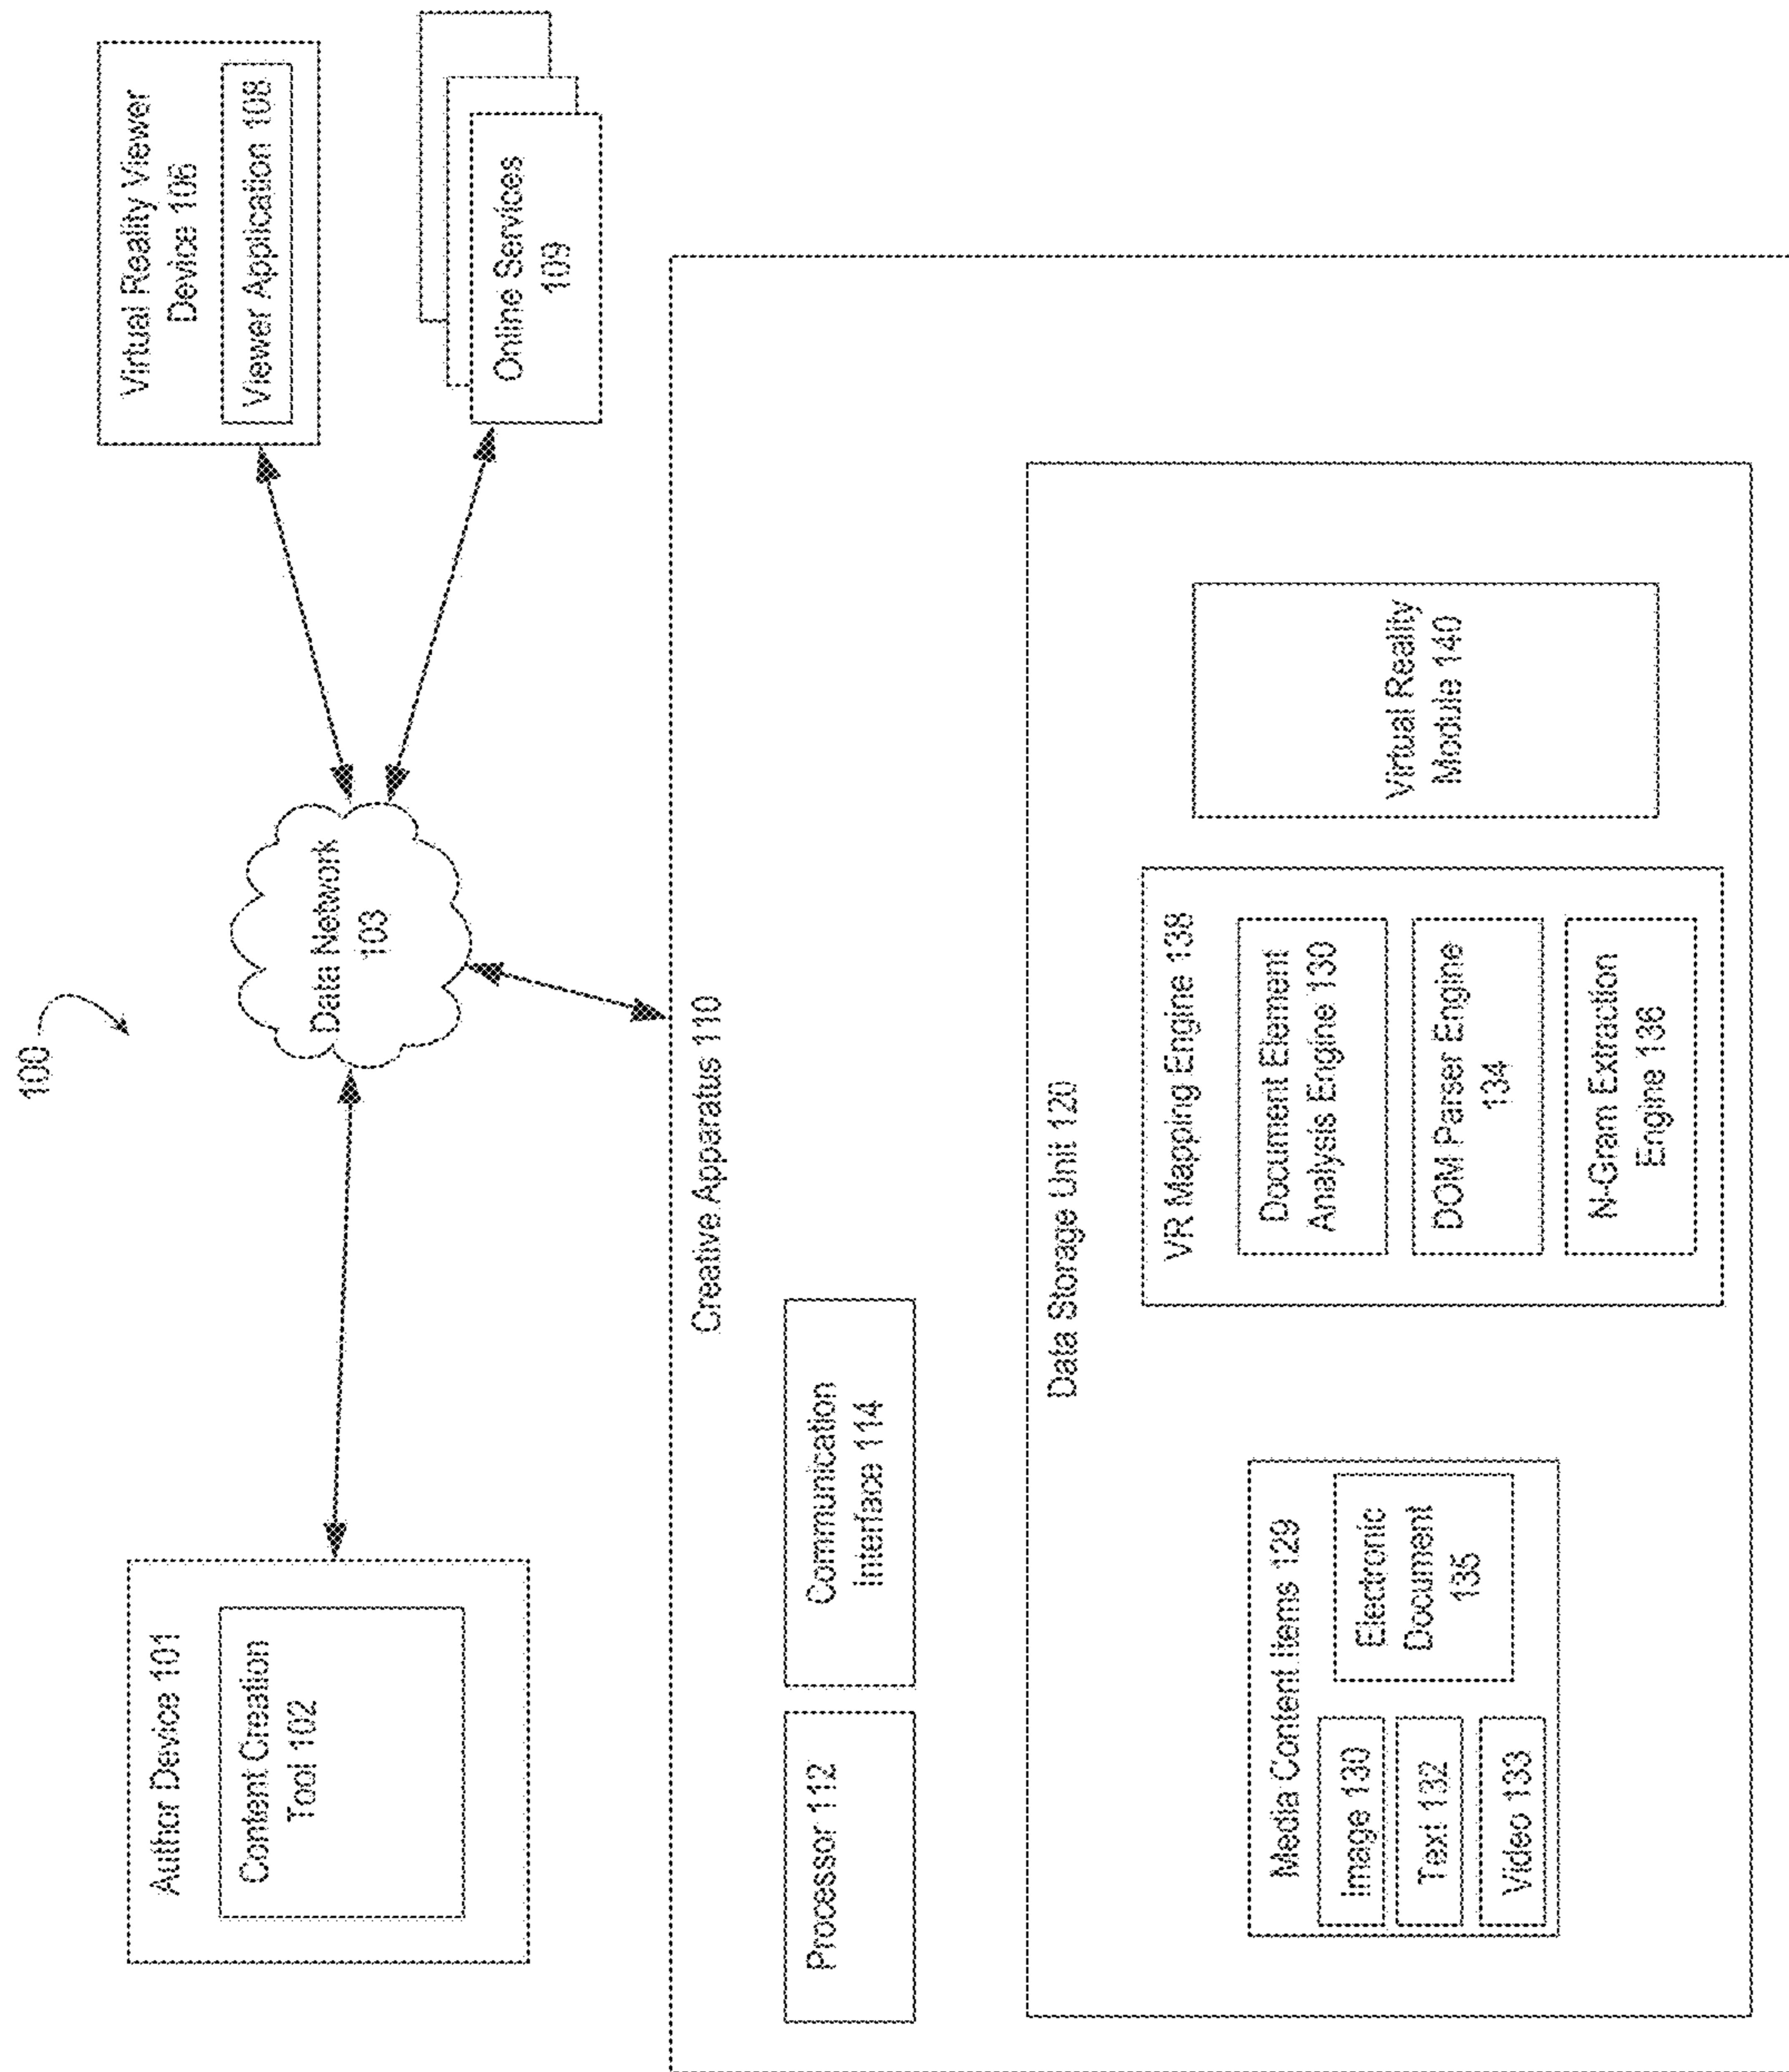 100
Author Device 101
Content Creation
Tool 102
Data Network
103
Virtual Reality Viewer
Device 106
Viewer Application 108
Online Services
109
Creative Apparatus 110
Processor 112
Communication
Interface 114
Data Storage Unit 120
Media Content Items 129
Image 130
Text 132
Video 133
Electronic
Document
135
VR Mapping Engine 138
Document Element
Analysis Engine 130
DOM Parser Engine
134
N-Gram Extraction
Engine 136
Virtual Reality
Module 140